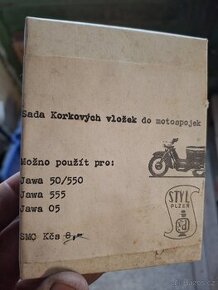 Sada Korkových vložek do motospojek
Možno použít pro:
Jawa 50/550
Jawa 555
Jawa 05
STYL
PLZEŇ
SMC Kčs